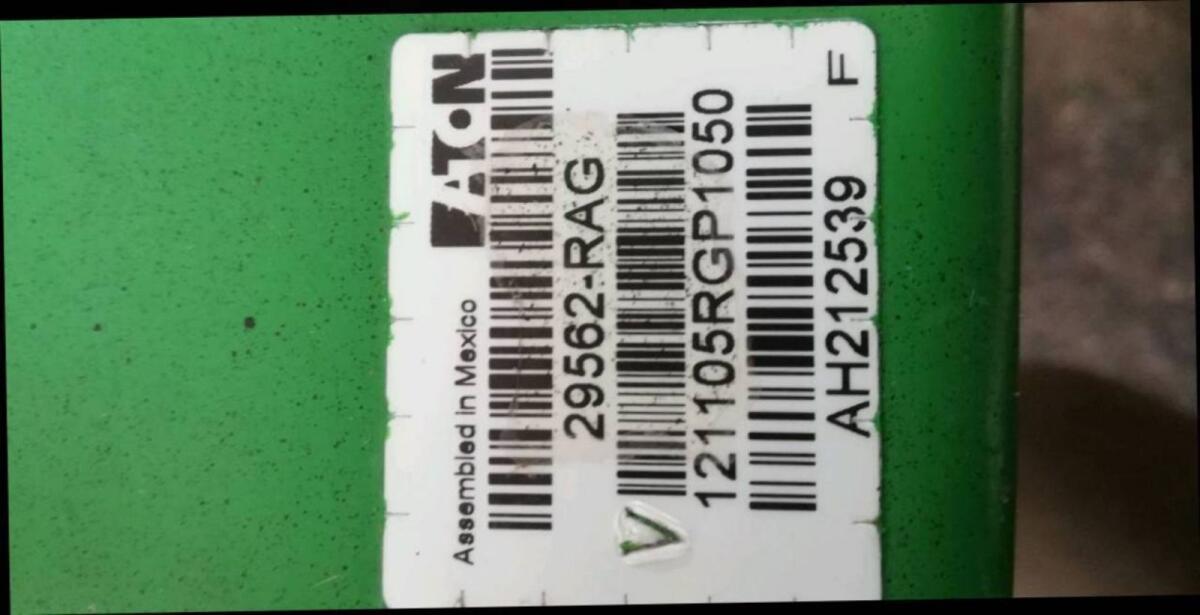 EATON
Assembled in Mexico
29562-RAG
V
121105RGP1050
AH212539 F